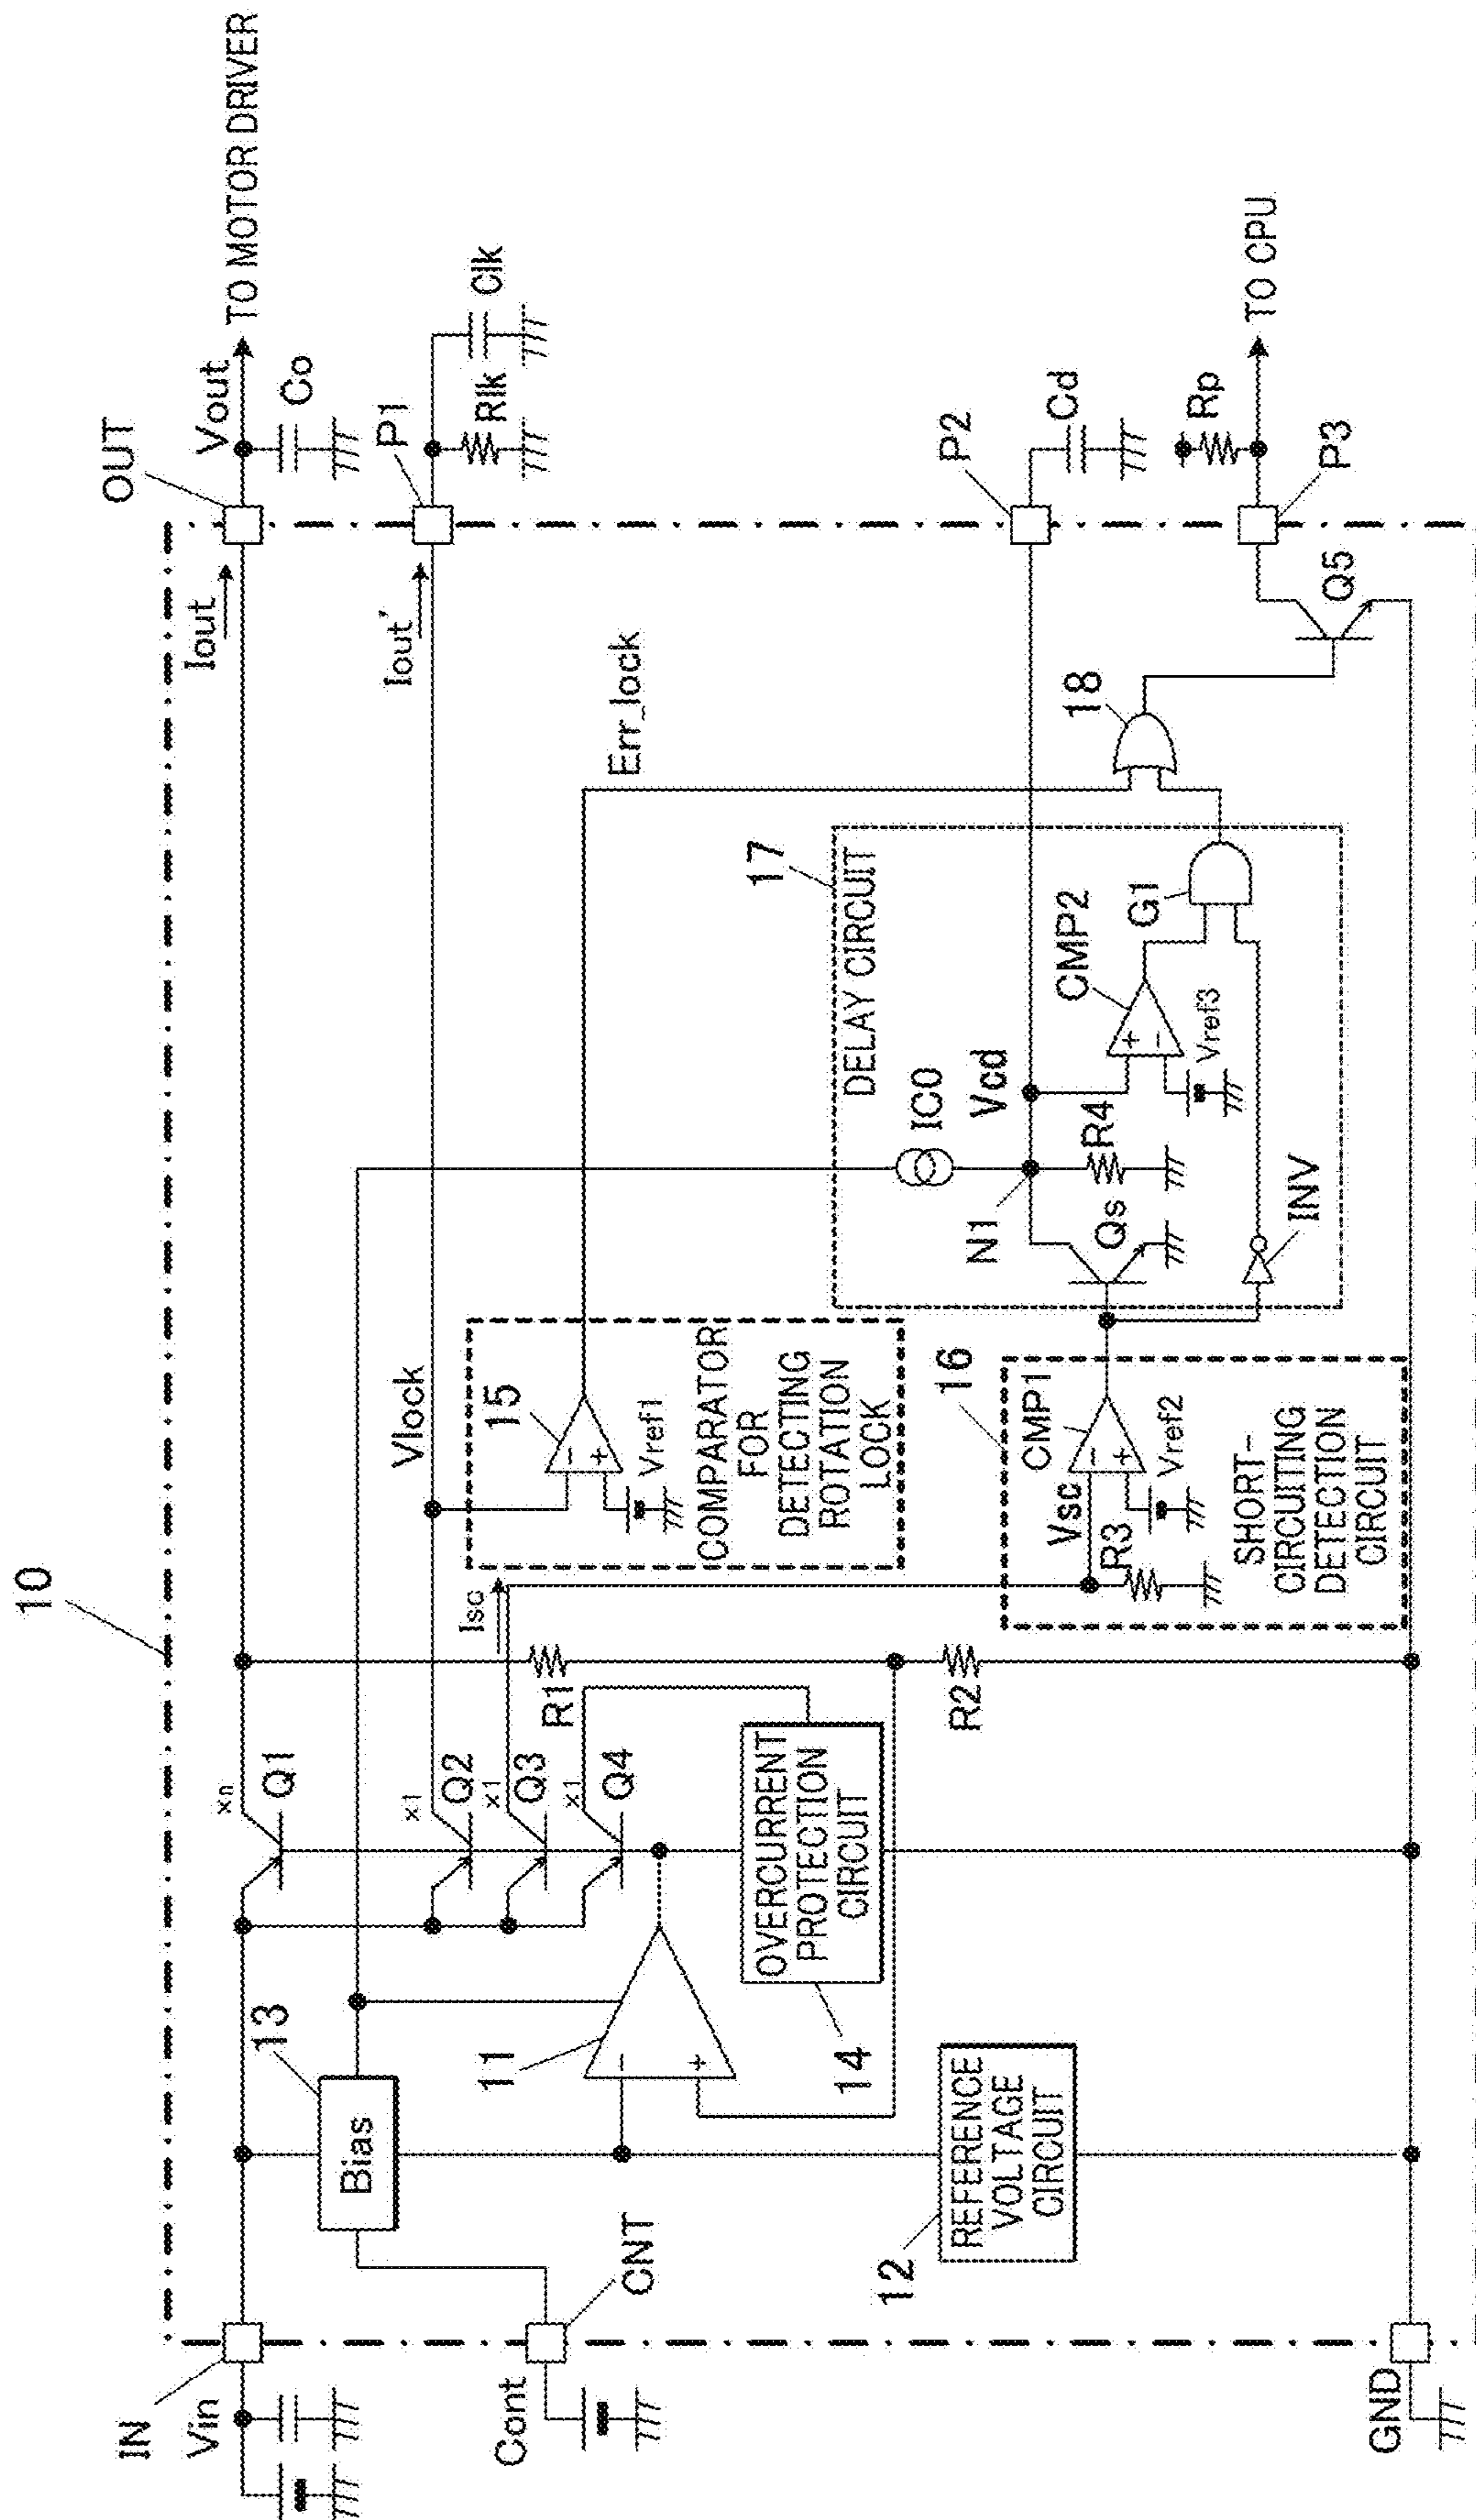 10
IN
Vin
Cont
CNT
GND
13
Bias
11
12
REFERENCE
VOLTAGE
CIRCUIT
14
OVERCURRENT
PROTECTION
CIRCUIT
xn
Q1
x1
Q2
x1
Q3
x1
Q4
R1
R2
Isc
Vlock
15
Vref1
COMPARATOR
FOR
DETECTING
ROTATION
LOCK
16
CMP1
Vref2
Vsc
R3
SHORT-
CIRCUITING
DETECTION
CIRCUIT
17
DELAY CIRCUIT
IC0
Vcd
N1
Qs
R4
CMP2
Vref3
G1
INV
Err_lock
18
Q5
Iout
Iout'
OUT
Vout
TO MOTOR DRIVER
Co
P1
Rlk
Clk
P2
Cd
Rp
TO CPU
P3